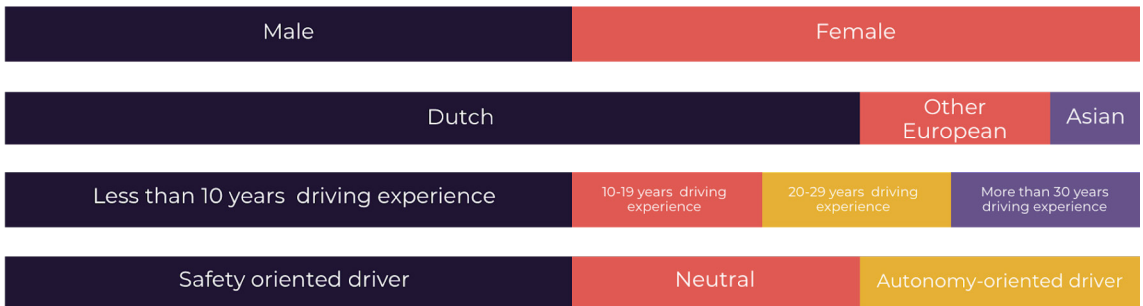 Male
Female
Dutch
Other
European
Asian
Less than 10 years driving experience
10-19 years driving
experience
20-29 years driving
experience
More than 30 years
driving experience
Safety oriented driver
Neutral
Autonomy-oriented driver